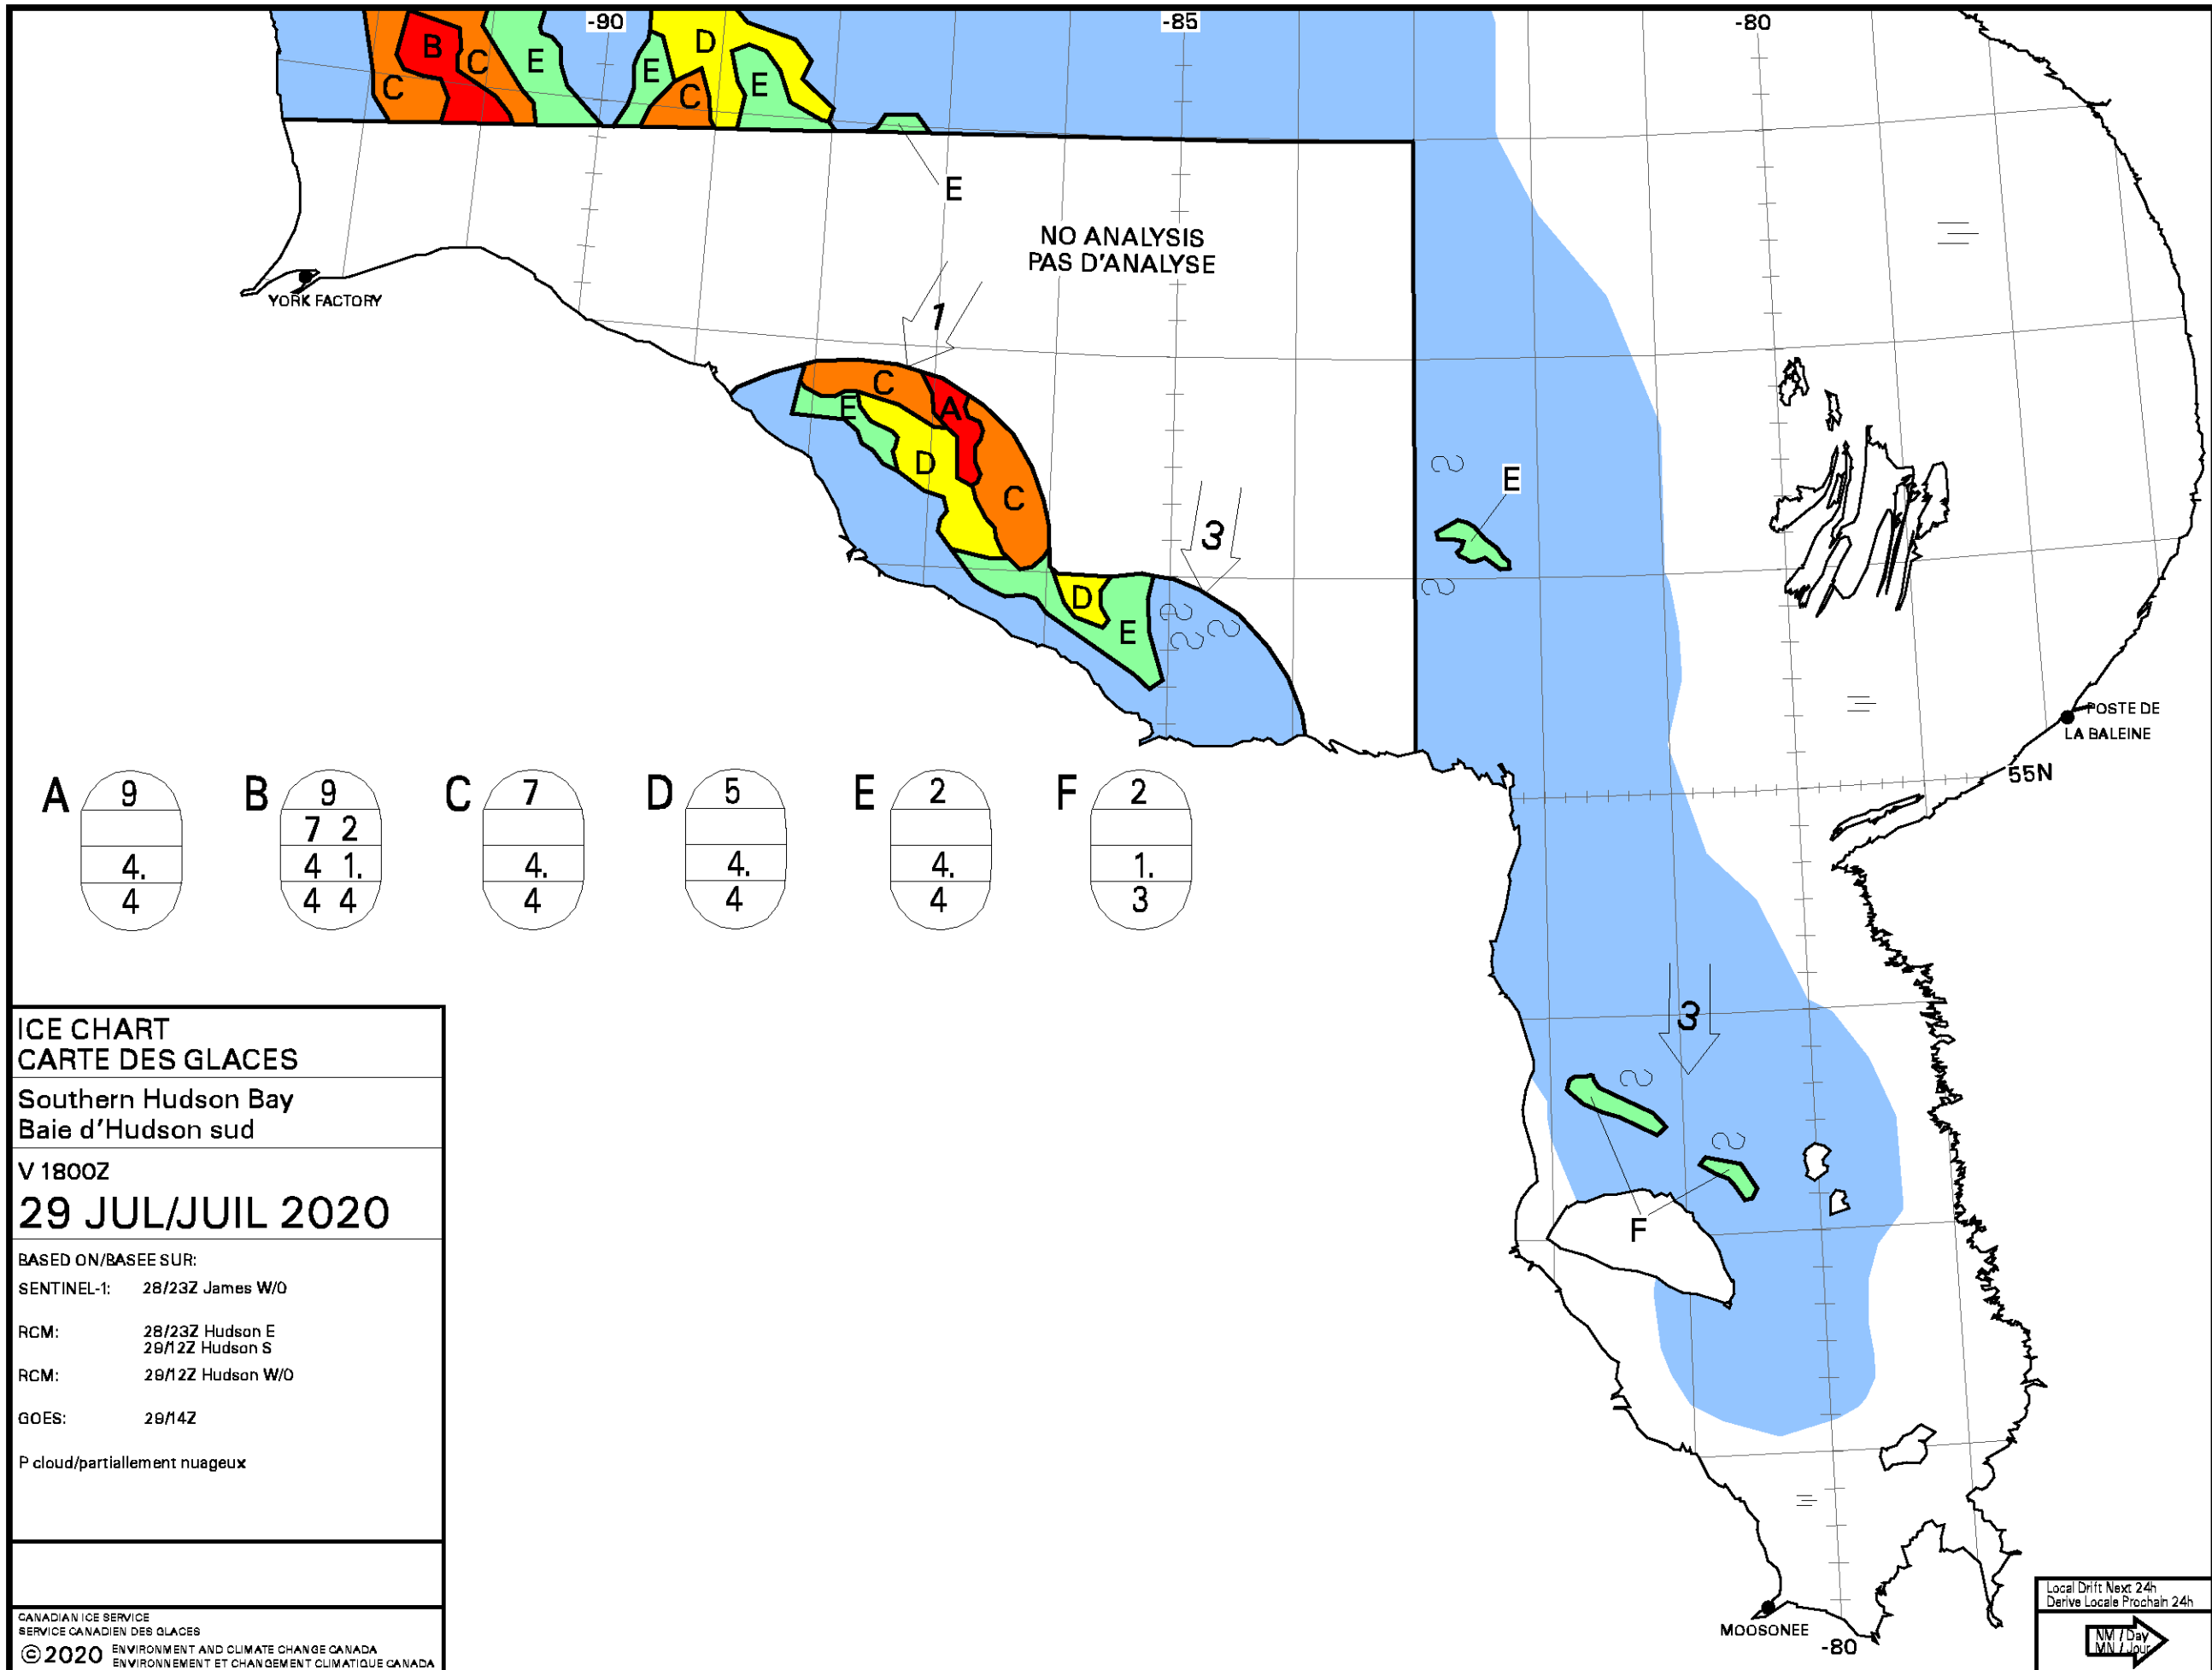 -90
-85
-80
B
C
C
E
E
D
C
E
E
NO ANALYSIS
PAS D'ANALYSE
YORK FACTORY
1
C
A
E
D
C
3
E
D
E
POSTE DE
LA BALEINE
55N
A 9 4. 4
B 9 7 2 4 1. 4 4
C 7 4. 4
D 5 4. 4
E 2 4. 4
F 2 1. 3
3
F
ICE CHART
CARTE DES GLACES
Southern Hudson Bay
Baie d'Hudson sud
V 1800Z
29 JUL/JUIL 2020
BASED ON/BASEE SUR:
SENTINEL-1: 28/23Z James W/O
RCM: 28/23Z Hudson E
29/12Z Hudson S
RCM: 29/12Z Hudson W/O
GOES: 29/14Z
P cloud/partiallement nuageux
CANADIAN ICE SERVICE
SERVICE CANADIEN DES GLACES
©2020 ENVIRONMENT AND CLIMATE CHANGE CANADA
ENVIRONNEMENT ET CHANGEMENT CLIMATIQUE CANADA
MOOSONEE
-80
Local Drift Next 24h
Derive Locale Prochain 24h
NM / Day
MN / Jour